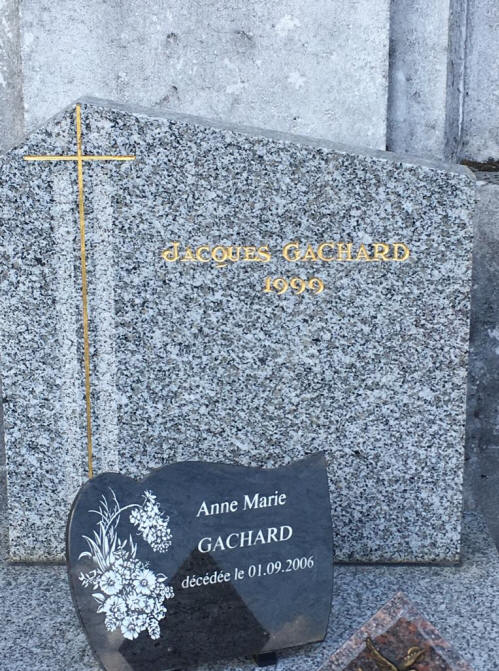 Jacques GACHARD
1999
Anne Marie
GACHARD
décédée le 01.09.2006